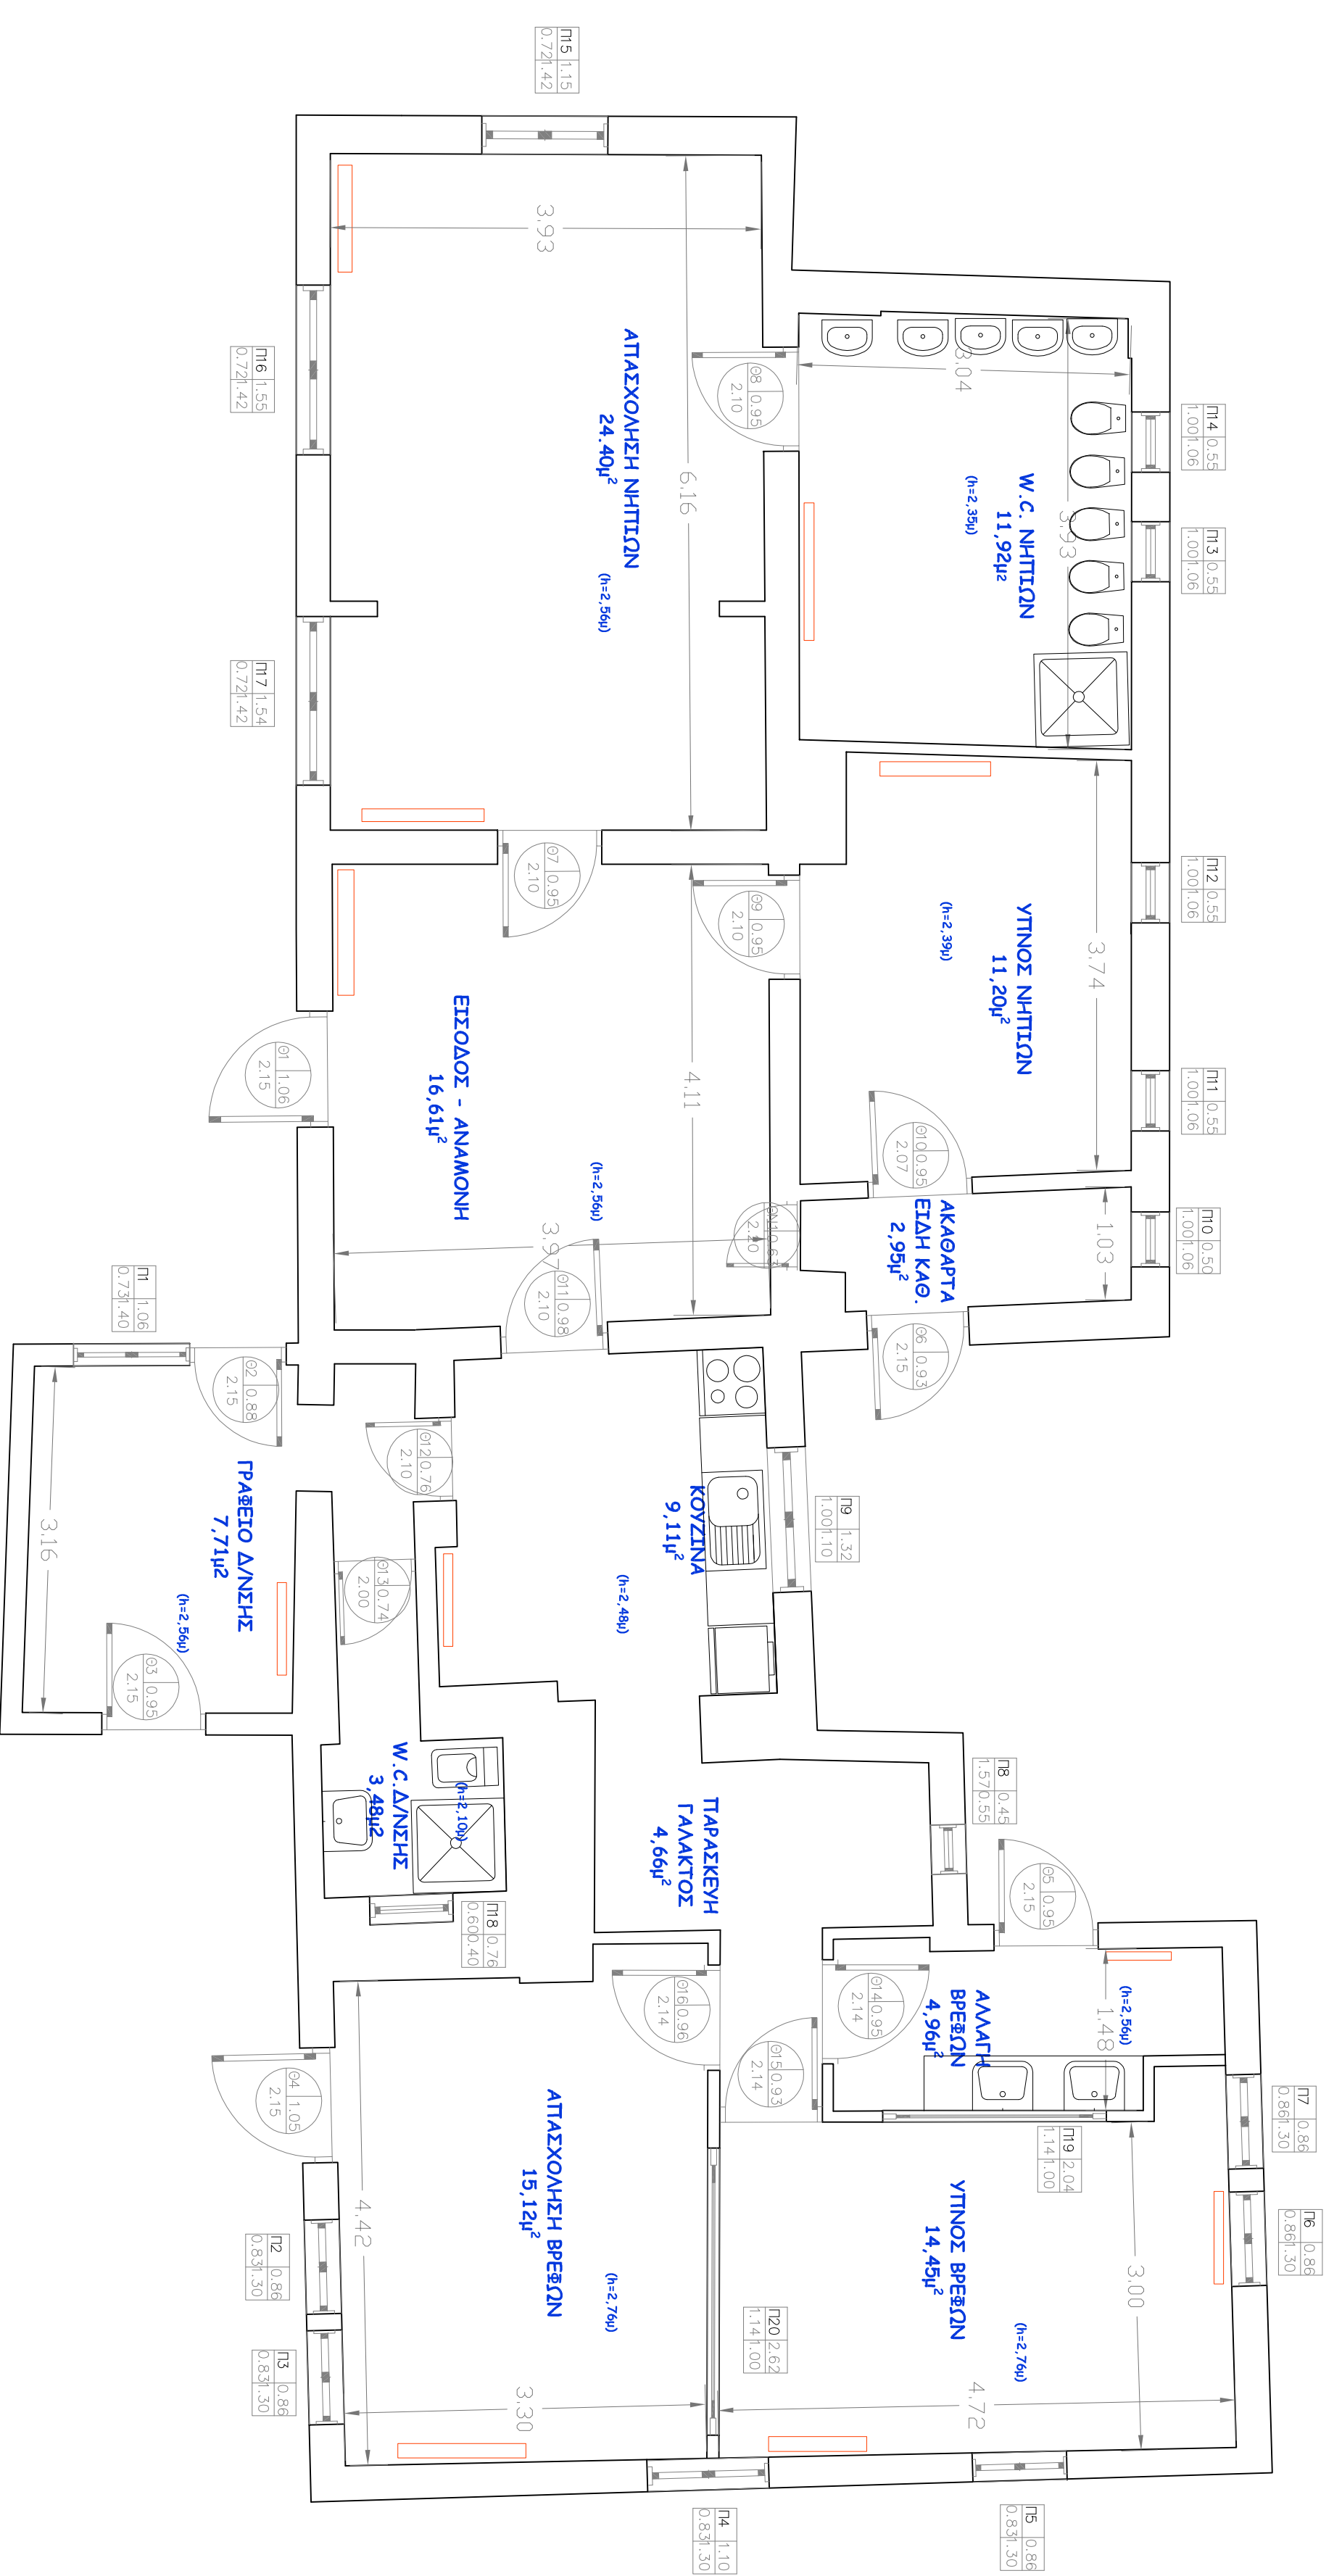 Π15 1.15
0.72 1.42
3,93
6,16
ΑΠΑΣΧΟΛΗΣΗ ΝΗΠΙΩΝ
24.40μ²
(h=2,56μ)
Π16 1.55
0.72 1.42
Π17 1.54
0.72 1.42
Θ8 0.95
2.10
3,04
3,93
W.C. ΝΗΠΙΩΝ
11,92μ²
(h=2,35μ)
Π14 0.55
1.00 1.06
Π13 0.55
1.00 1.06
Π12 0.55
1.00 1.06
Π11 0.55
1.00 1.06
Π10 0.50
1.00 1.06
3,74
ΥΠΝΟΣ ΝΗΠΙΩΝ
11,20μ²
(h=2,39μ)
Θ7 0.95
2.10
Θ9 0.95
2.10
4,11
ΕΙΣΟΔΟΣ - ΑΝΑΜΟΝΗ
16,61μ²
(h=2,56μ)
3,97
Θ1 1.06
2.15
Θ10 0.95
2.07
1,03
ΑΚΑΘΑΡΤΑ
ΕΙΔΗ ΚΑΘ.
2,95μ²
Θ11 0.98
2.10
Θ6 0.93
2.15
Π1 1.06
0.73 1.40
Θ2 0.88
2.15
3,16
ΓΡΑΦΕΙΟ Δ/ΝΣΗΣ
7,71μ2
(h=2,56μ)
Θ3 0.95
2.15
Θ12 0.76
2.10
Θ13 0.74
2.00
ΚΟΥΖΙΝΑ
9,11μ²
(h=2,48μ)
Π9 1.32
1.00 1.10
W.C.Δ/ΝΣΗΣ
3,48μ2
(h=2,10μ)
Π18 0.76
0.60 0.40
ΠΑΡΑΣΚΕΥΗ
ΓΑΛΑΚΤΟΣ
4,66μ²
Π8 0.45
1.57 0.55
Θ5 0.95
2.15
ΑΛΛΑΓΗ
ΒΡΕΦΩΝ
4,96μ²
(h=2,56μ)
1,48
Θ14 0.95
2.14
Θ15 0.93
2.14
Θ16 0.96
2.14
Θ4 1.05
2.15
ΑΠΑΣΧΟΛΗΣΗ ΒΡΕΦΩΝ
15,12μ²
(h=2,76μ)
4,42
3,30
Π2 0.86
0.83 1.30
Π3 0.86
0.83 1.30
Π19 2.04
1.14 1.00
Π20 2.62
1.14 1.00
ΥΠΝΟΣ ΒΡΕΦΩΝ
14,45μ²
(h=2,76μ)
3,00
4,72
Π7 0.86
0.86 1.30
Π6 0.86
0.86 1.30
Π4 1.10
0.83 1.30
Π5 0.86
0.83 1.30